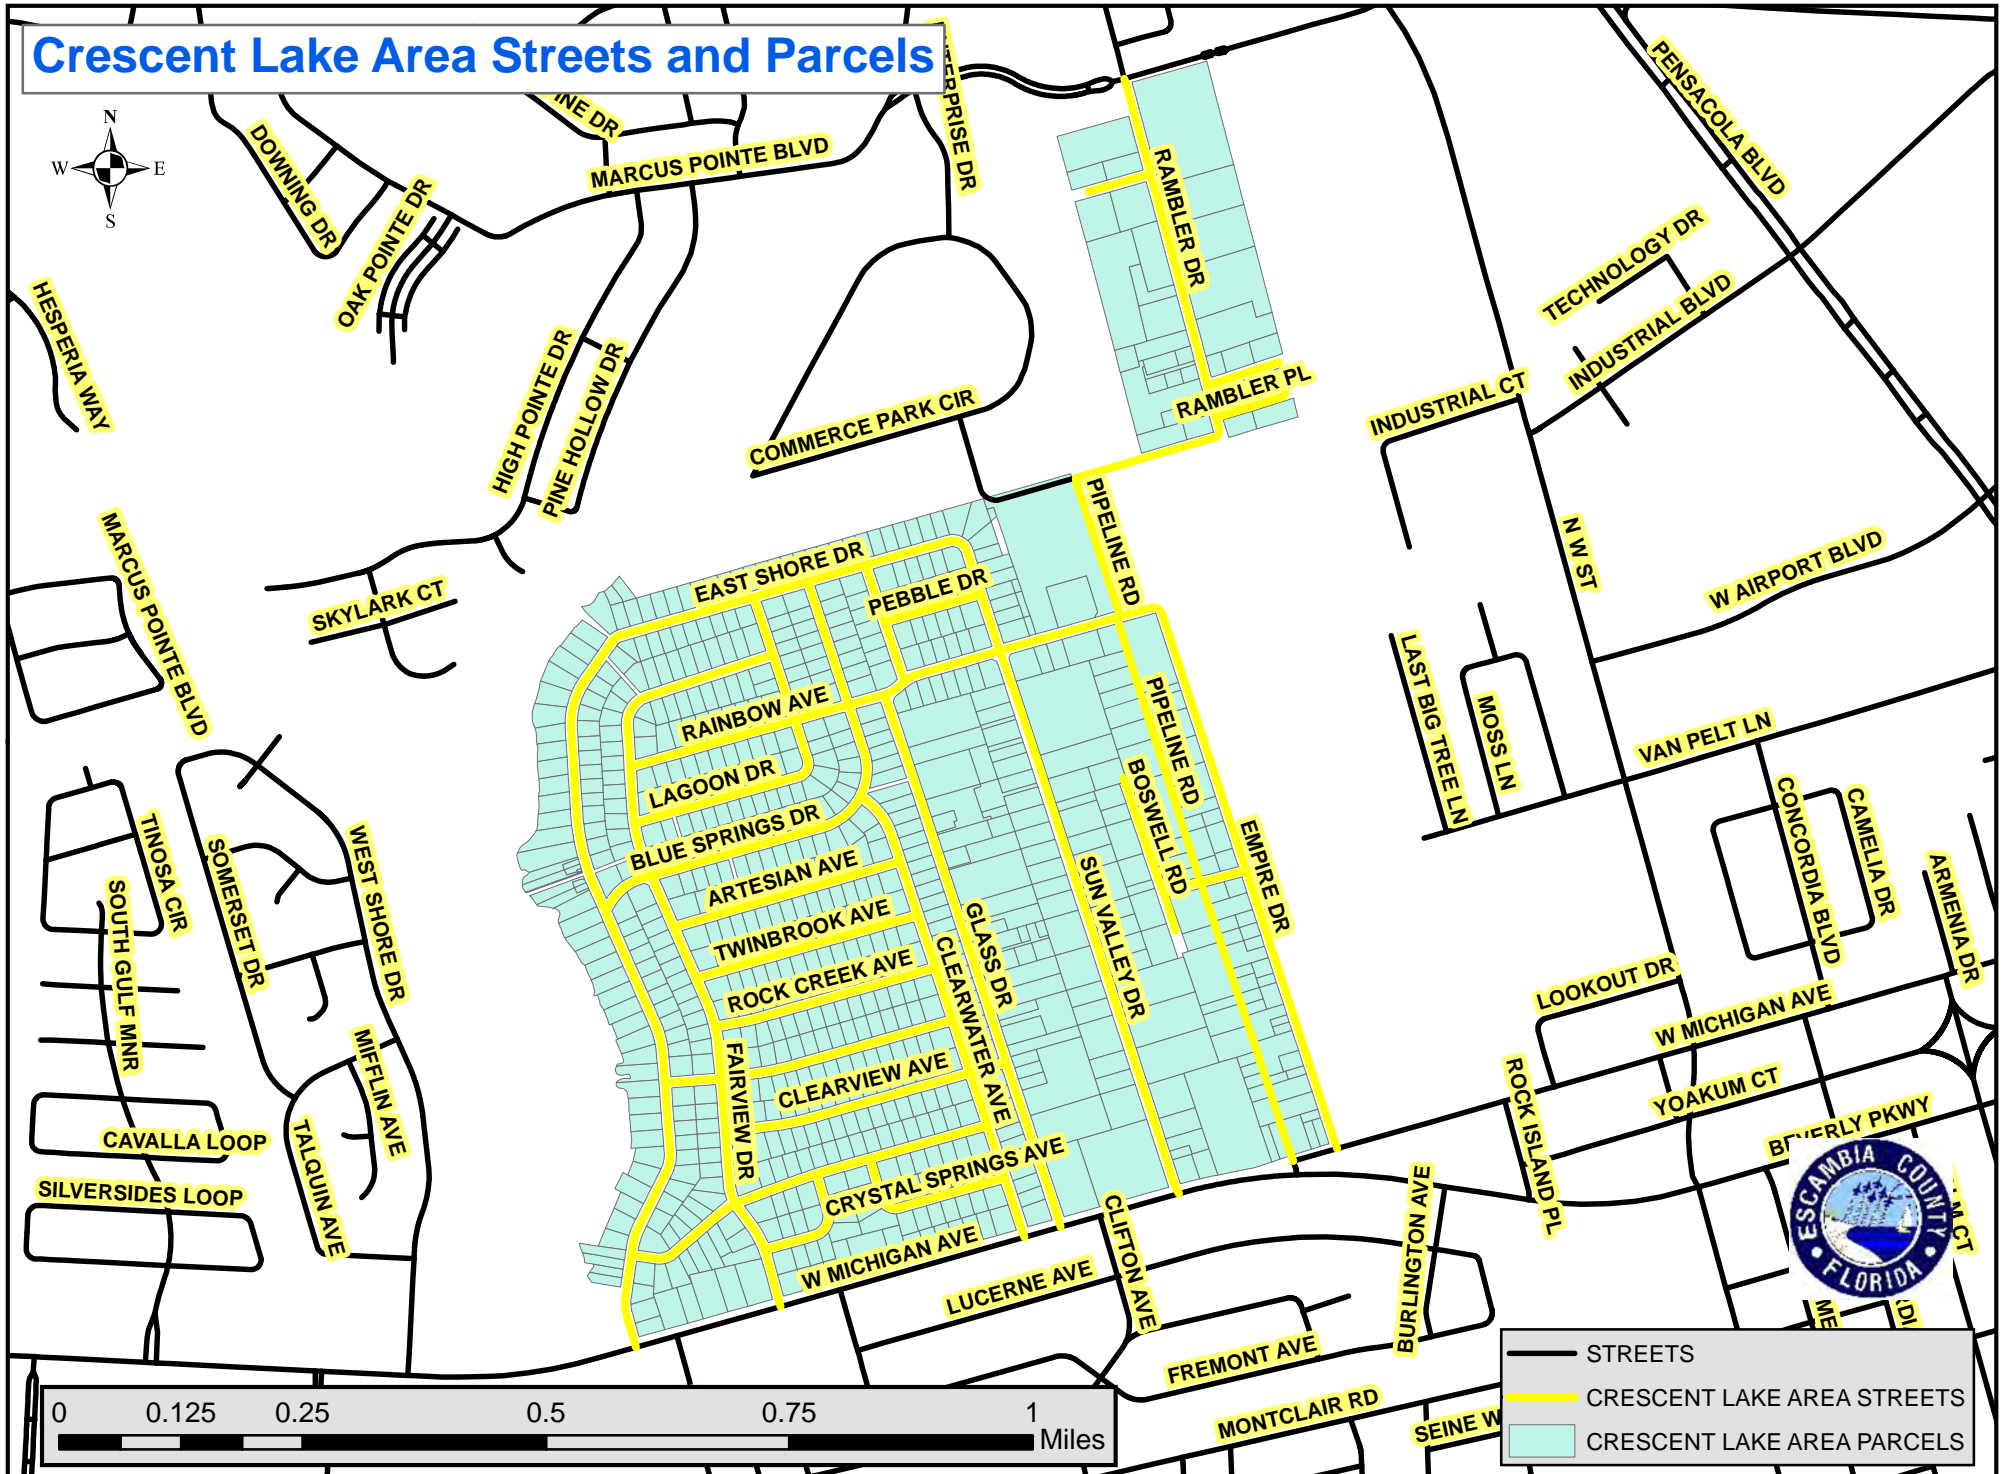 Crescent Lake Area Streets and Parcels
N
W E
S
DOWNING DR
OAK POINTE DR
INE DR
MARCUS POINTE BLVD
TERPRISE DR
PENSACOLA BLVD
RAMBLER DR
RAMBLER PL
TECHNOLOGY DR
INDUSTRIAL BLVD
INDUSTRIAL CT
HESPERIA WAY
HIGH POINTE DR
PINE HOLLOW DR
COMMERCE PARK CIR
MARCUS POINTE BLVD
SKYLARK CT
EAST SHORE DR
PEBBLE DR
PIPELINE RD
N W ST
W AIRPORT BLVD
RAINBOW AVE
LAGOON DR
BLUE SPRINGS DR
ARTESIAN AVE
TWINBROOK AVE
ROCK CREEK AVE
CLEARVIEW AVE
CRYSTAL SPRINGS AVE
FAIRVIEW DR
CLEARWATER AVE
GLASS DR
SUN VALLEY DR
BOSWELL RD
PIPELINE RD
EMPIRE DR
LAST BIG TREE LN
MOSS LN
VAN PELT LN
CONCORDIA BLVD
CAMELIA DR
ARMENIA DR
LOOKOUT DR
W MICHIGAN AVE
YOAKUM CT
BEVERLY PKWY
ROCK ISLAND PL
TINOSA CIR
SOUTH GULF MNR
SOMERSET DR
WEST SHORE DR
MIFFLIN AVE
TALQUIN AVE
CAVALLA LOOP
SILVERSIDES LOOP
W MICHIGAN AVE
LUCERNE AVE
CLIFTON AVE
BURLINGTON AVE
FREMONT AVE
MONTCLAIR RD
SEINE W
M CT
ME
RDI
ESCAMBIA COUNTY
FLORIDA
0 0.125 0.25 0.5 0.75 1
Miles
STREETS
CRESCENT LAKE AREA STREETS
CRESCENT LAKE AREA PARCELS